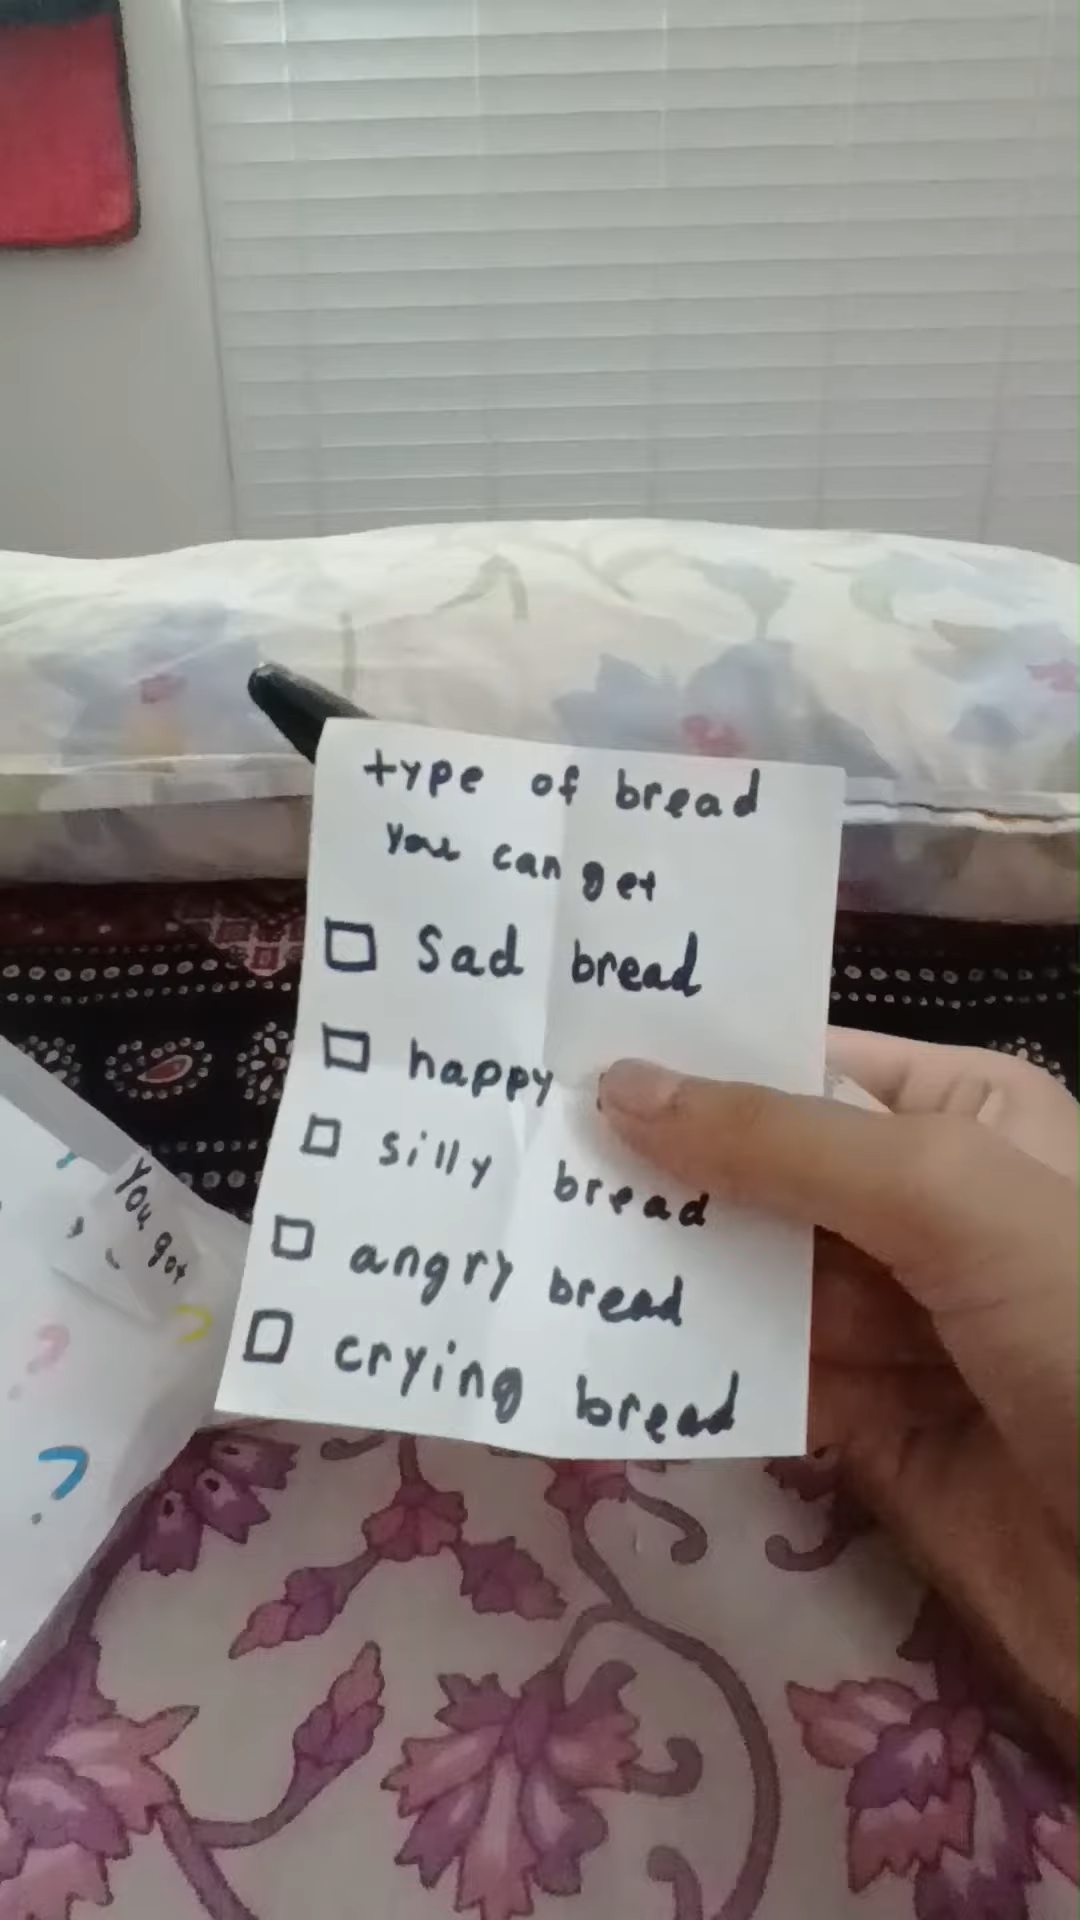 type of bread
you can get
Sad bread
happy
silly bread
angry bread
crying bread
You got